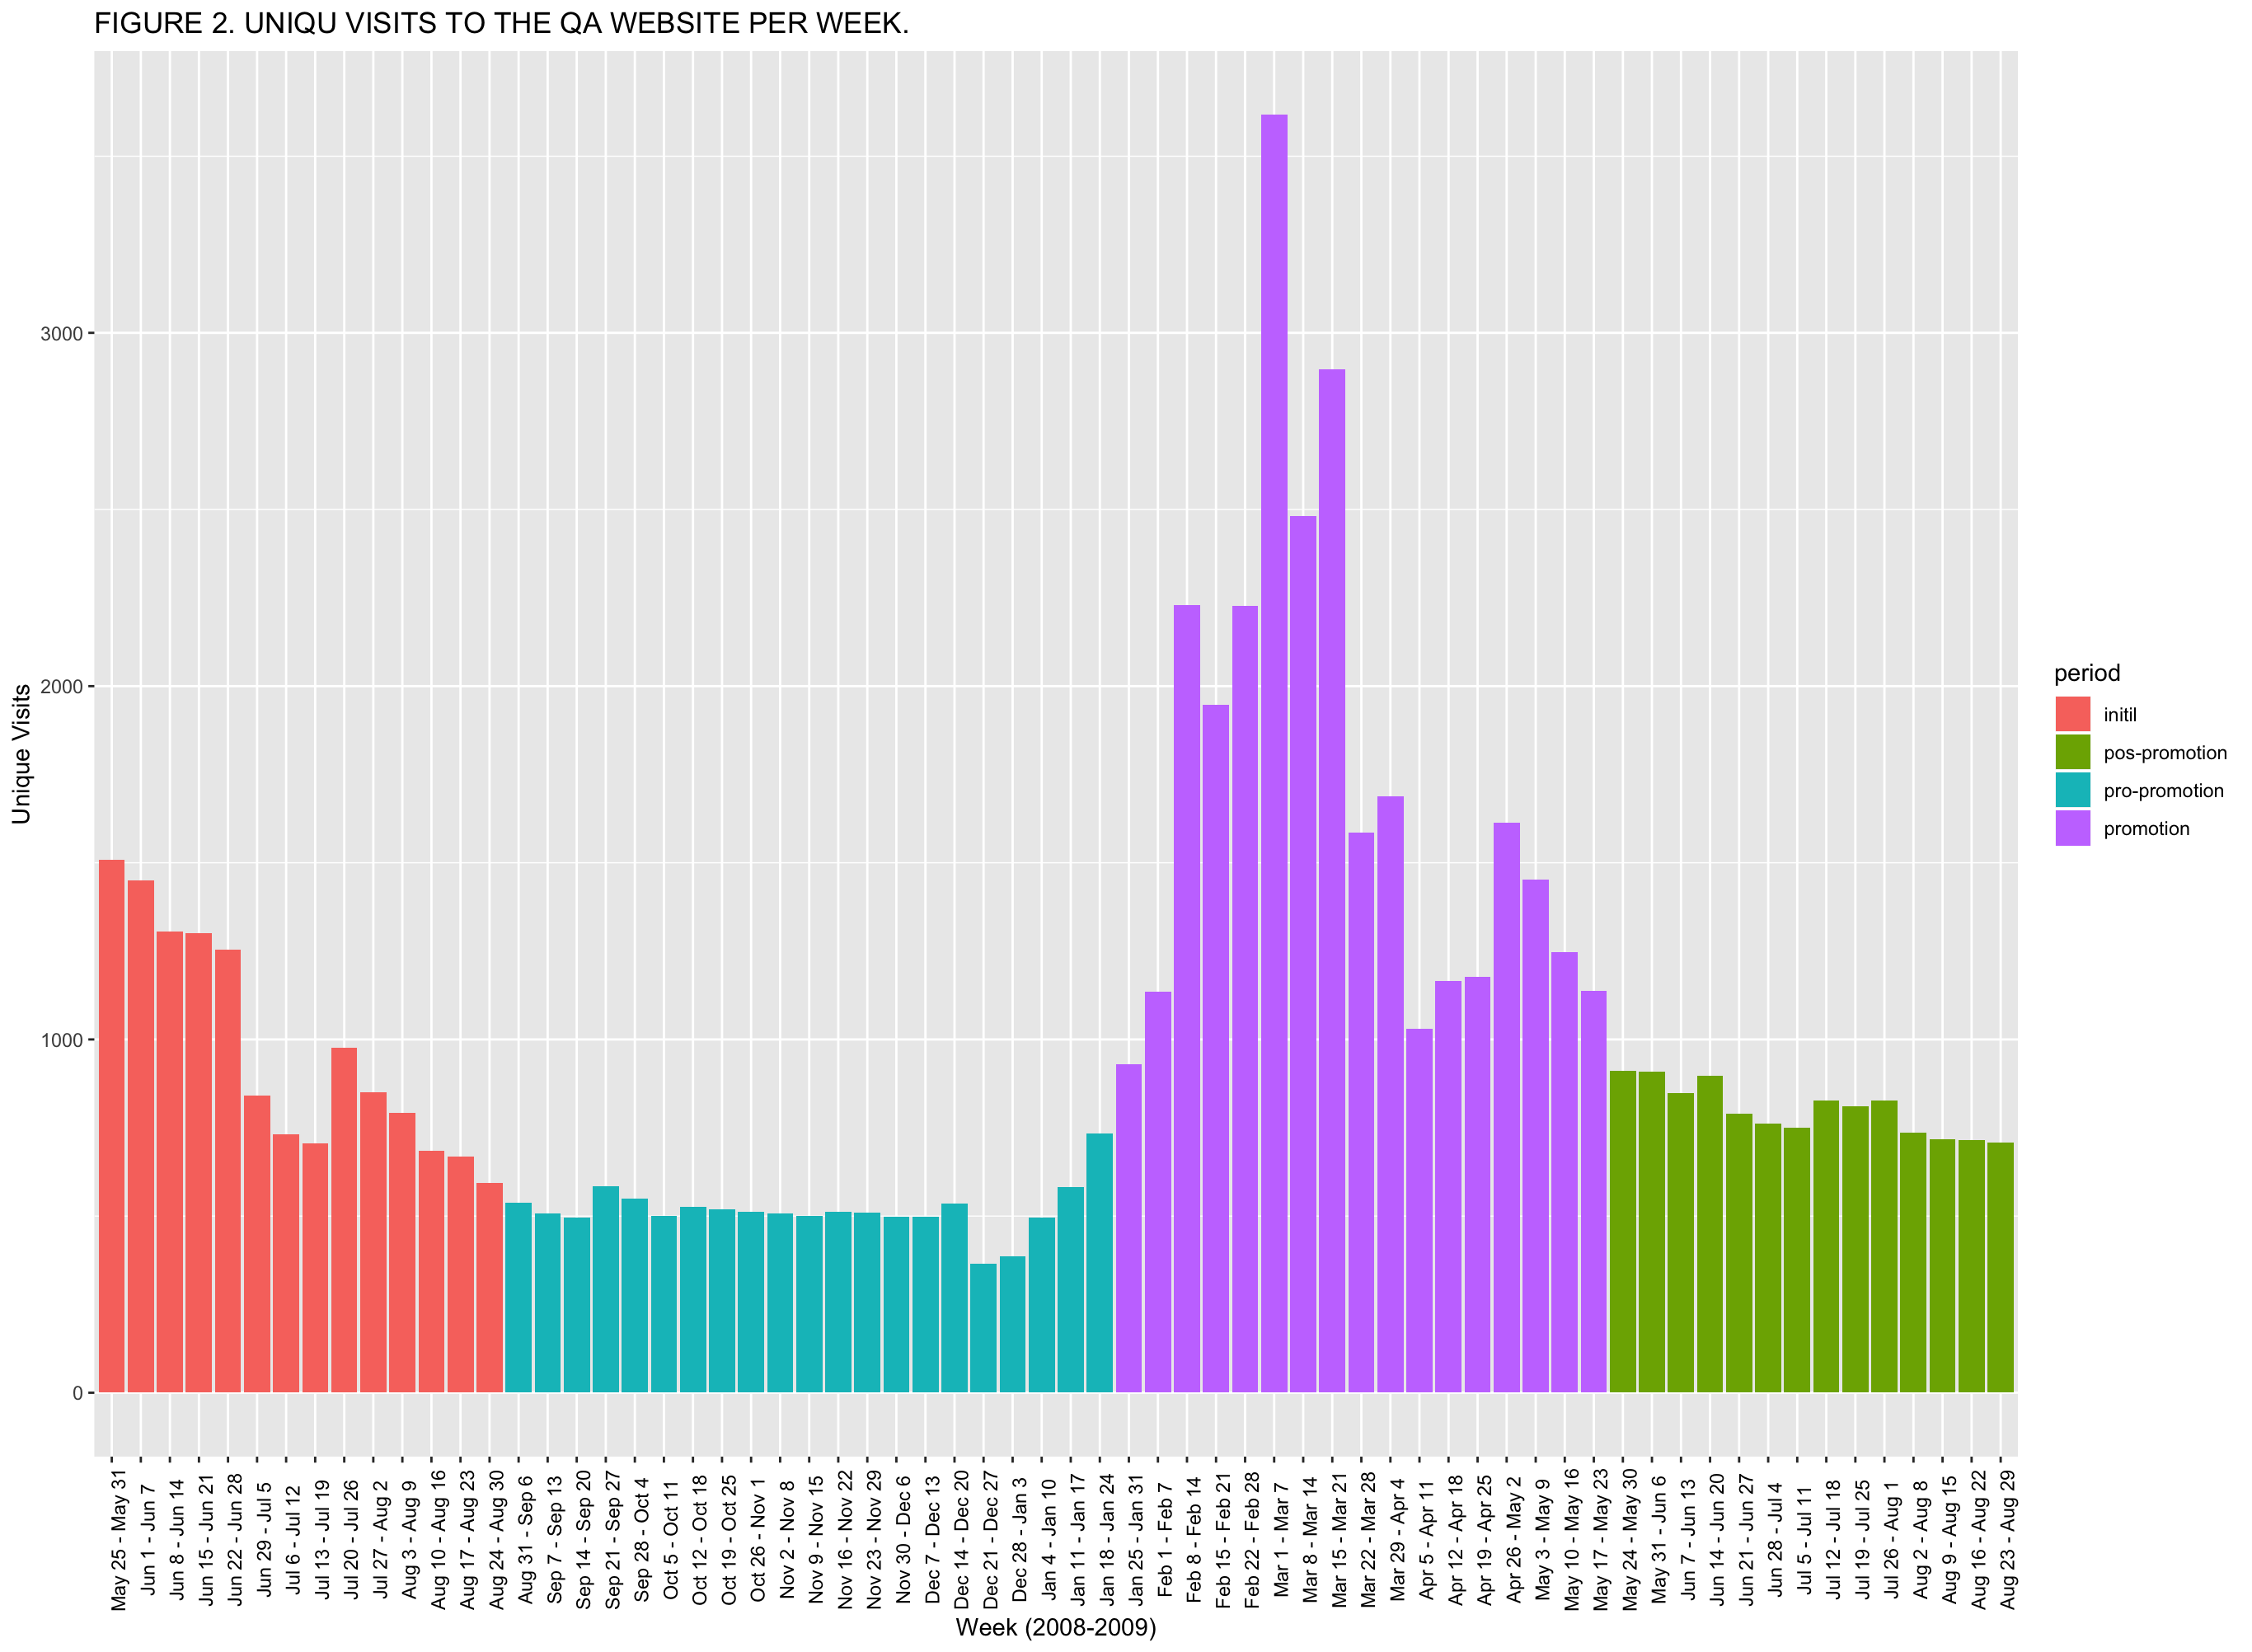 FIGURE 2. UNIQU VISITS TO THE QA WEBSITE PER WEEK.
Unique Visits
3000
2000
1000
0
May 25 - May 31
Jun 1 - Jun 7
Jun 8 - Jun 14
Jun 15 - Jun 21
Jun 22 - Jun 28
Jun 29 - Jul 5
Jul 6 - Jul 12
Jul 13 - Jul 19
Jul 20 - Jul 26
Jul 27 - Aug 2
Aug 3 - Aug 9
Aug 10 - Aug 16
Aug 17 - Aug 23
Aug 24 - Aug 30
Aug 31 - Sep 6
Sep 7 - Sep 13
Sep 14 - Sep 20
Sep 21 - Sep 27
Sep 28 - Oct 4
Oct 5 - Oct 11
Oct 12 - Oct 18
Oct 19 - Oct 25
Oct 26 - Nov 1
Nov 2 - Nov 8
Nov 9 - Nov 15
Nov 16 - Nov 22
Nov 23 - Nov 29
Nov 30 - Dec 6
Dec 7 - Dec 13
Dec 14 - Dec 20
Dec 21 - Dec 27
Dec 28 - Jan 3
Jan 4 - Jan 10
Jan 11 - Jan 17
Jan 18 - Jan 24
Jan 25 - Jan 31
Feb 1 - Feb 7
Feb 8 - Feb 14
Feb 15 - Feb 21
Feb 22 - Feb 28
Mar 1 - Mar 7
Mar 8 - Mar 14
Mar 15 - Mar 21
Mar 22 - Mar 28
Mar 29 - Apr 4
Apr 5 - Apr 11
Apr 12 - Apr 18
Apr 19 - Apr 25
Apr 26 - May 2
May 3 - May 9
May 10 - May 16
May 17 - May 23
May 24 - May 30
May 31 - Jun 6
Jun 7 - Jun 13
Jun 14 - Jun 20
Jun 21 - Jun 27
Jun 28 - Jul 4
Jul 5 - Jul 11
Jul 12 - Jul 18
Jul 19 - Jul 25
Jul 26 - Aug 1
Aug 2 - Aug 8
Aug 9 - Aug 15
Aug 16 - Aug 22
Aug 23 - Aug 29
Week (2008-2009)
period
initil
pos-promotion
pro-promotion
promotion